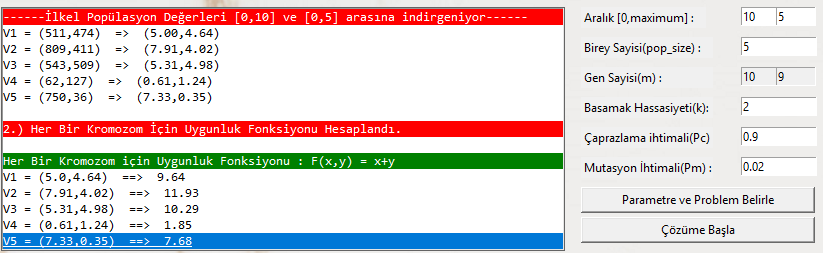 ------İlkel Popülasyon Değerleri [0,10] ve [0,5] arasına indirgeniyor------
V1 = (511,474) => (5.00,4.64)
V2 = (809,411) => (7.91,4.02)
V3 = (543,509) => (5.31,4.98)
V4 = (62,127) => (0.61,1.24)
V5 = (750,36) => (7.33,0.35)
2.) Her Bir Kromozom İçin Uygunluk Fonksiyonu Hesaplandı.
Her Bir Kromozom için Uygunluk Fonksiyonu : F(x,y) = x+y
V1 = (5.0,4.64) ==> 9.64
V2 = (7.91,4.02) ==> 11.93
V3 = (5.31,4.98) ==> 10.29
V4 = (0.61,1.24) ==> 1.85
V5 = (7.33,0.35) ==> 7.68
Aralık [0,maximum] : 10 5
Birey Sayisi(pop_size) : 5
Gen Sayisi(m) : 10 9
Basamak Hassasiyeti(k): 2
Çaprazlama ihtimali(Pc) 0.9
Mutasyon İhtimali(Pm) : 0.02
Parametre ve Problem Belirle
Çözüme Başla